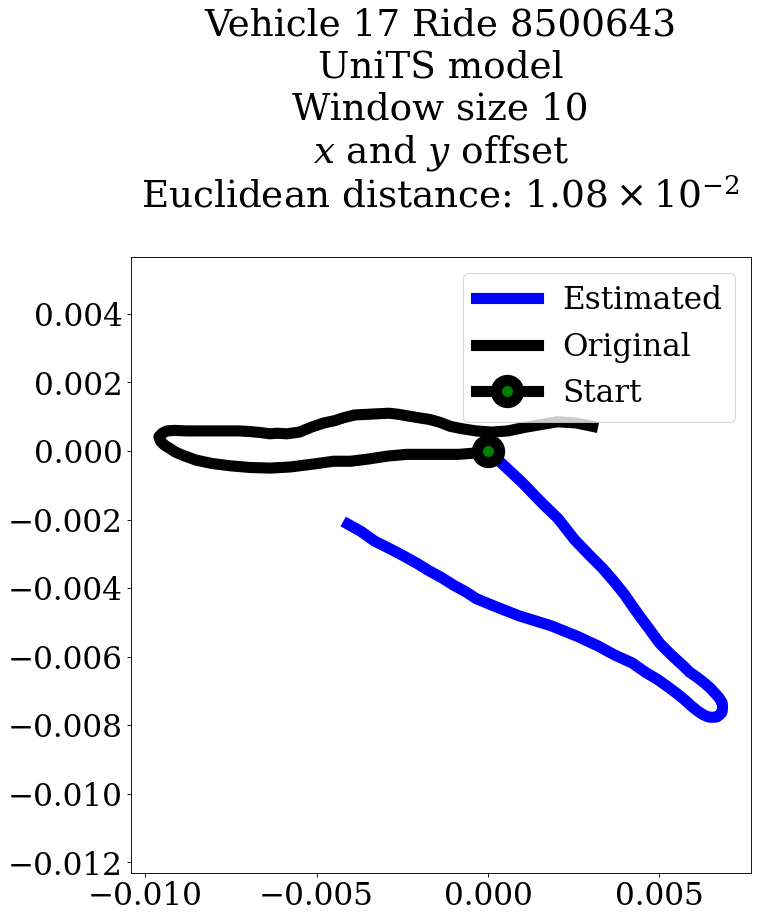 Vehicle 17 Ride 8500643
UniTS model
Window size 10
x and y offset
Euclidean distance: 1.08 × 10⁻²
Estimated
Original
Start
0.004
0.002
0.000
−0.002
−0.004
−0.006
−0.008
−0.010
−0.012
−0.010 −0.005 0.000 0.005